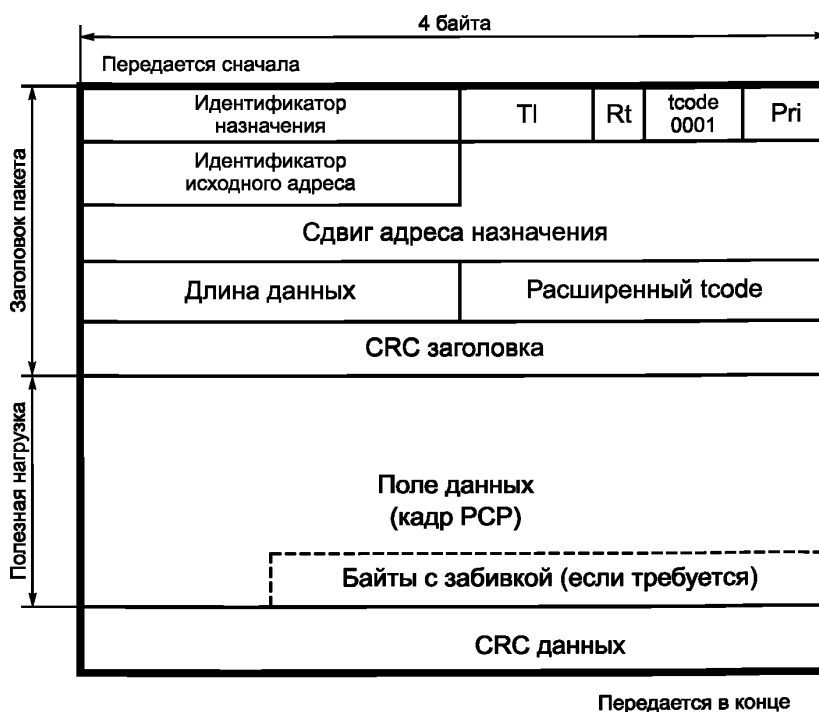 4 байта
Передается сначала
Идентификатор
назначения
Tl
Rt
tcode
0001
Pri
Идентификатор
исходного адреса
Сдвиг адреса назначения
Длина данных
Расширенный tcode
CRC заголовка
Заголовок пакета
Поле данных
(кадр PCP)
Байты с забивкой (если требуется)
Полезная нагрузка
CRC данных
Передается в конце